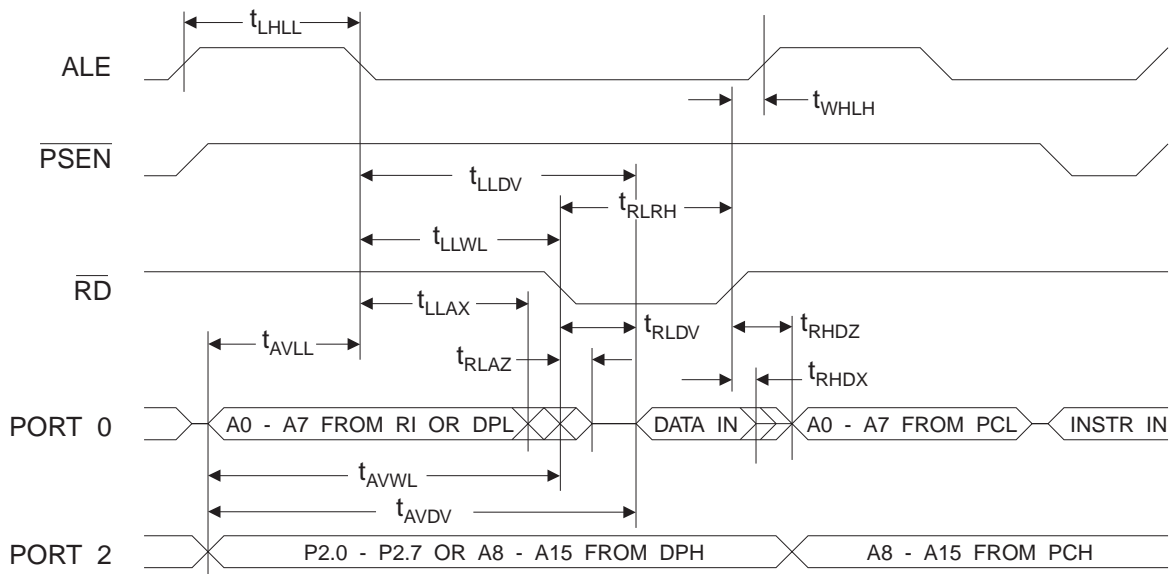 tLHLL
ALE
tWHLH
PSEN
tLLDV
tRLRH
tLLWL
RD
tLLAX
tRLDV
tRHDZ
tAVLL
tRLAZ
tRHDX
PORT 0
A0 - A7 FROM RI OR DPL
DATA IN
A0 - A7 FROM PCL
INSTR IN
tAVWL
tAVDV
PORT 2
P2.0 - P2.7 OR A8 - A15 FROM DPH
A8 - A15 FROM PCH